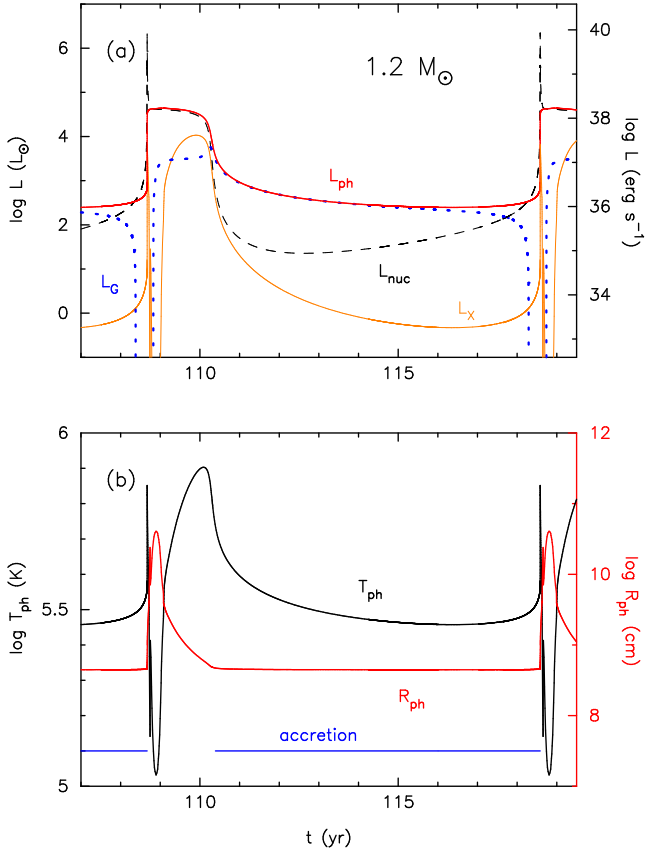 (a)
1.2 M⊙
6
4
2
0
log L (L⊙)
40
38
36
33
log L (erg s⁻¹)
L_ph
L_nuc
L_G
L_X
110
115
(b)
6
5.5
5
log T_ph (K)
12
10
8
log R_ph (cm)
T_ph
R_ph
accretion
110
115
t (yr)